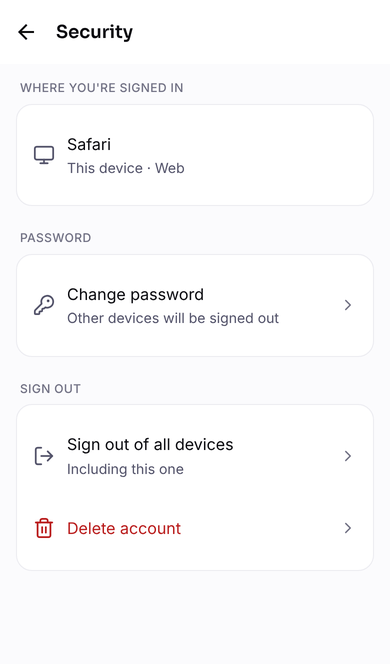 Security
WHERE YOU'RE SIGNED IN
Safari
This device · Web
PASSWORD
Change password
Other devices will be signed out
SIGN OUT
Sign out of all devices
Including this one
Delete account